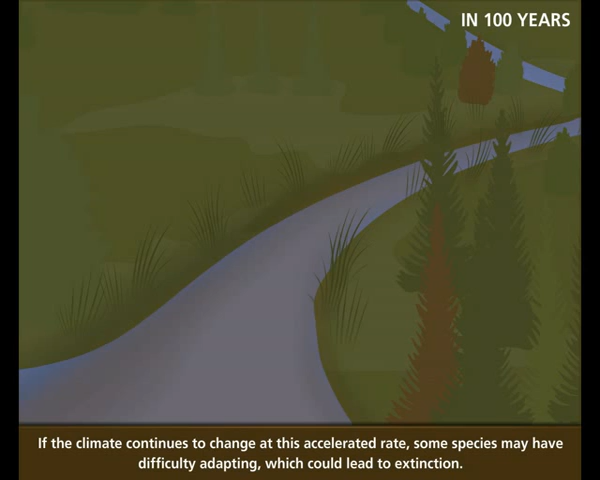 IN 100 YEARS
If the climate continues to change at this accelerated rate, some species may have
difficulty adapting, which could lead to extinction.